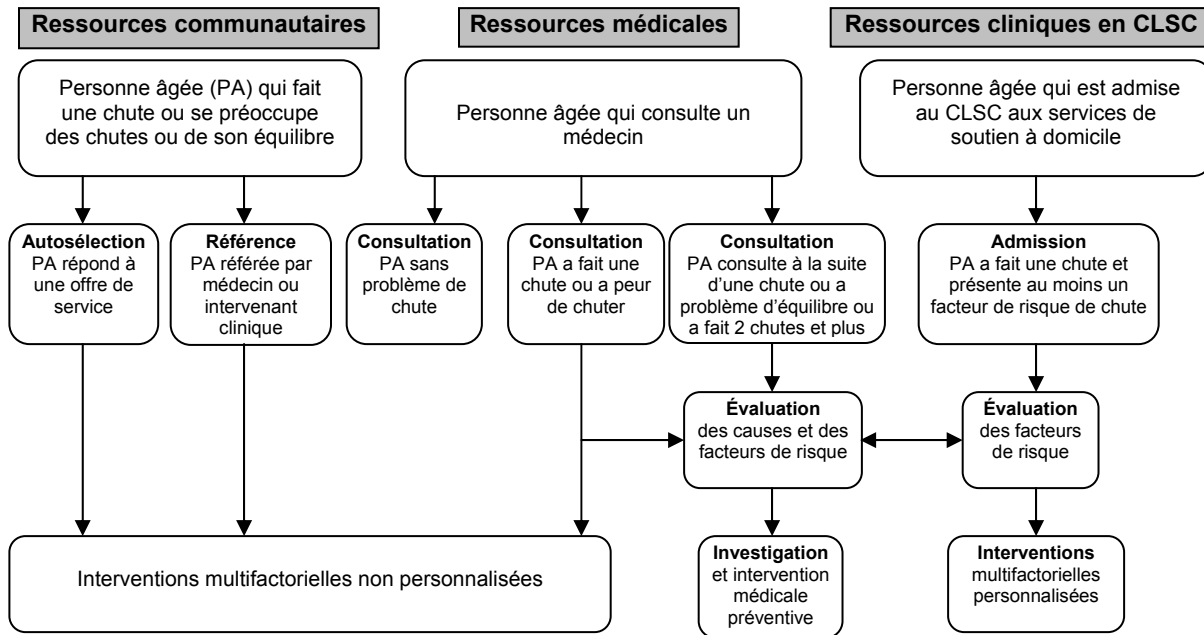 Ressources communautaires
Ressources médicales
Ressources cliniques en CLSC
Personne âgée (PA) qui fait
une chute ou se préoccupe
des chutes ou de son équilibre
Personne âgée qui consulte un
médecin
Personne âgée qui est admise
au CLSC aux services de
soutien à domicile
Autosélection
PA répond à
une offre de
service
Référence
PA référée par
médecin ou
intervenant
clinique
Consultation
PA sans
problème de
chute
Consultation
PA a fait une
chute ou a peur
de chuter
Consultation
PA consulte à la suite
d’une chute ou a
problème d’équilibre ou
a fait 2 chutes et plus
Admission
PA a fait une chute et
présente au moins un
facteur de risque de chute
Évaluation
des causes et des
facteurs de risque
Évaluation
des facteurs
de risque
Interventions multifactorielles non personnalisées
Investigation
et intervention
médicale
préventive
Interventions
multifactorielles
personnalisées